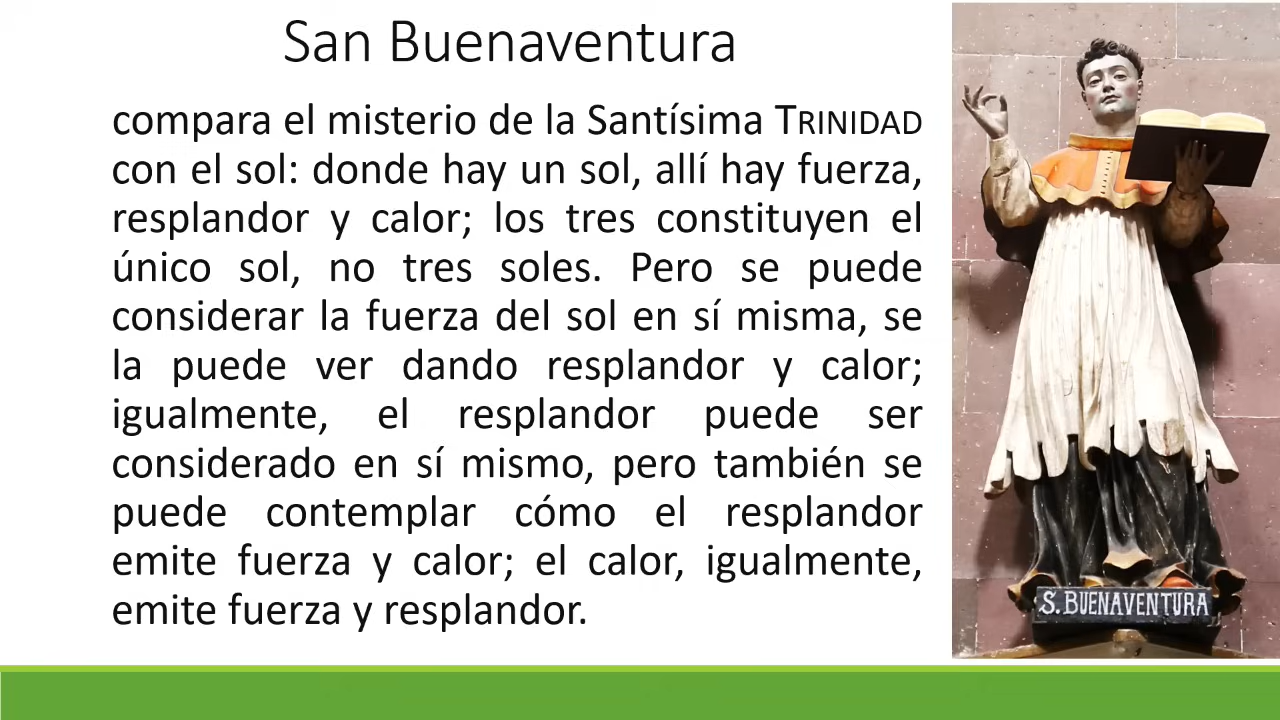 San Buenaventura
compara el misterio de la Santísima TRINIDAD
con el sol: donde hay un sol, allí hay fuerza,
resplandor y calor; los tres constituyen el
único sol, no tres soles. Pero se puede
considerar la fuerza del sol en sí misma, se
la puede ver dando resplandor y calor;
igualmente, el resplandor puede ser
considerado en sí mismo, pero también se
puede contemplar cómo el resplandor
emite fuerza y calor; el calor, igualmente,
emite fuerza y resplandor.
S. BUENAVENTURA